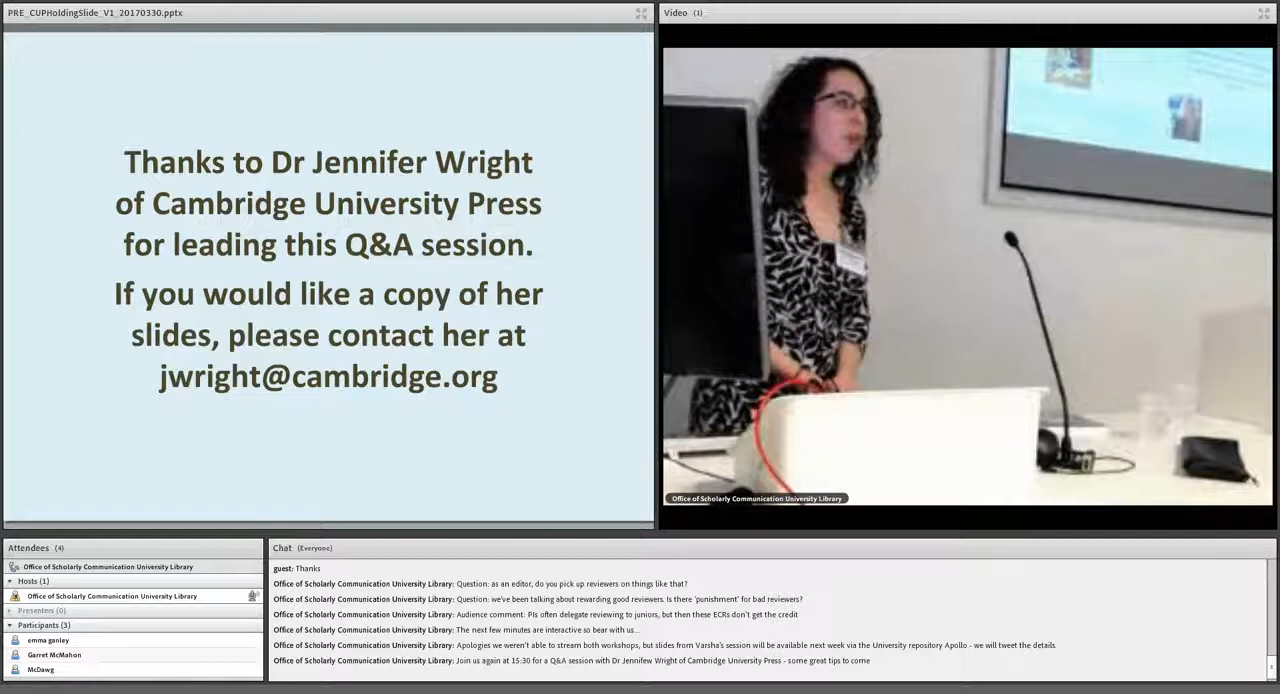 PRE_CUPHoldingSlide_V1_20170330.pptx
Thanks to Dr Jennifer Wright
of Cambridge University Press
for leading this Q&A session.
If you would like a copy of her
slides, please contact her at
jwright@cambridge.org
Video (1)
Office of Scholarly Communication University Library
Attendees (4)
Office of Scholarly Communication University Library
Hosts (1)
Office of Scholarly Communication University Library
Presenters (0)
Participants (3)
emma ganley
Garret McMahon
McDawg
Chat (Everyone)
guest: Thanks
Office of Scholarly Communication University Library: Question: as an editor, do you pick up reviewers on things like that?
Office of Scholarly Communication University Library: Question: we've been talking about rewarding good reviewers. Is there 'punishment' for bad reviewers?
Office of Scholarly Communication University Library: Audience comment: PIs often delegate reviewing to juniors, but then these ECRs don't get the credit
Office of Scholarly Communication University Library: The next few minutes are interactive so bear with us...
Office of Scholarly Communication University Library: Apologies we weren't able to stream both workshops, but slides from Varsha's session will be available next week via the University repository Apollo - we will tweet the details.
Office of Scholarly Communication University Library: Join us again at 15:30 for a Q&A session with Dr Jennifew Wright of Cambridge University Press - some great tips to come